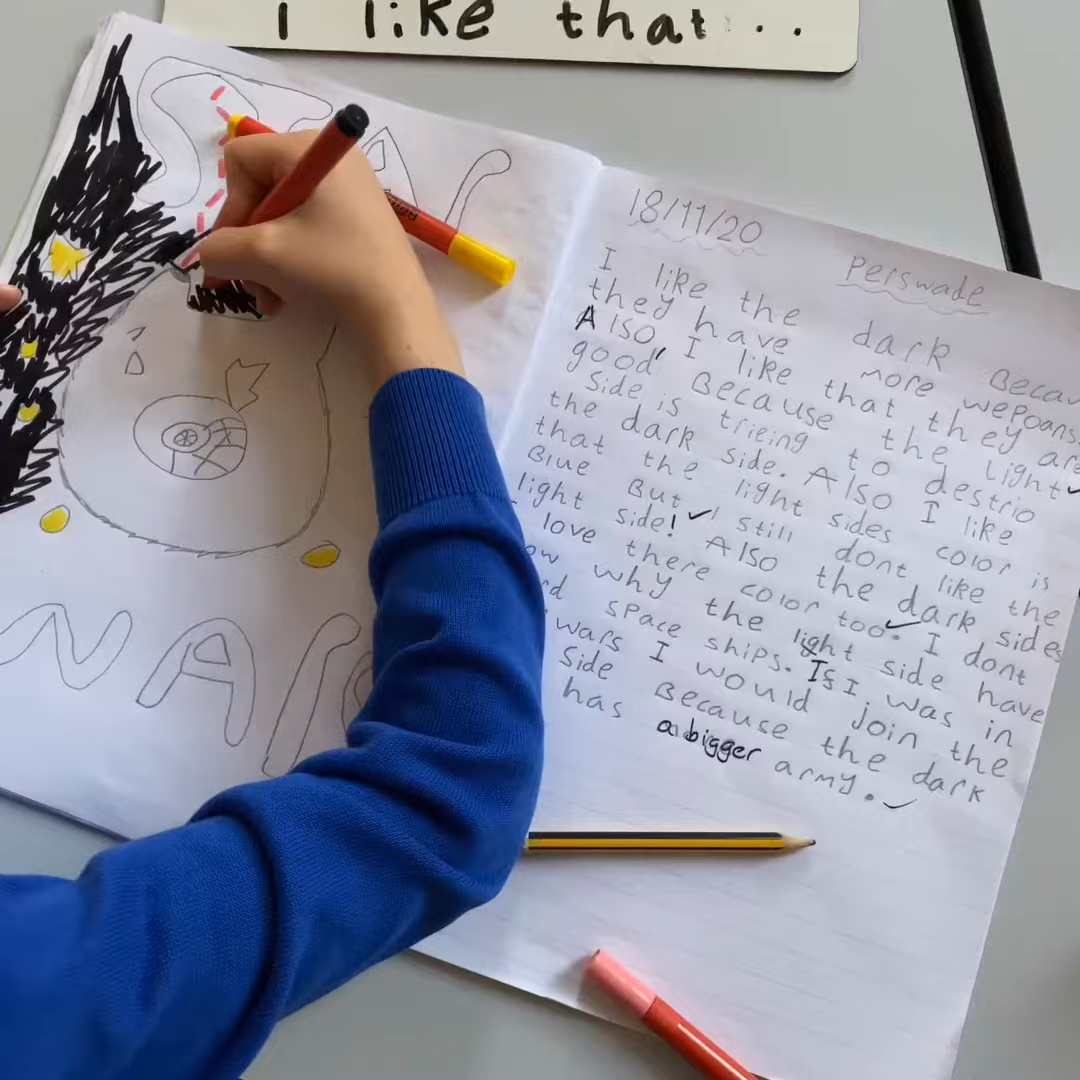 I like that...
18/11/20
Perswade
I like the dark Becau
they have more wepoans.
Also, I like that they are
good Because the light
side is trieing to destrio
the dark side. Also I like
that the light sides color is
Blue But I still dont like the
light side! Also the dark sides
love there color too. I dont
ow why the light side have
space ships. If I was in
wars I would join the
side Because the dark
has a bigger army.